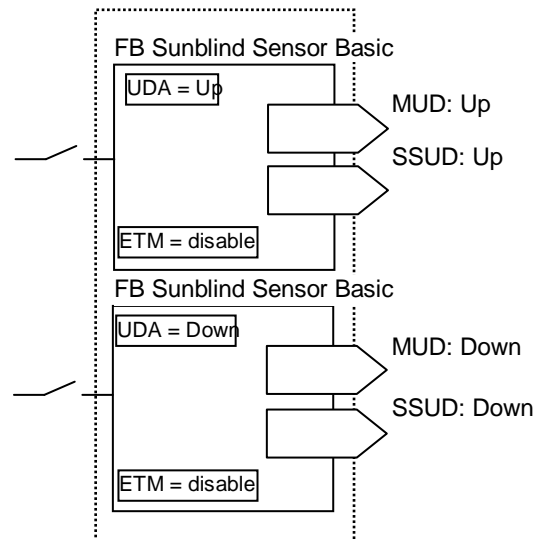 FB Sunblind Sensor Basic
UDA = Up
MUD: Up
SSUD: Up
ETM = disable
FB Sunblind Sensor Basic
UDA = Down
MUD: Down
SSUD: Down
ETM = disable